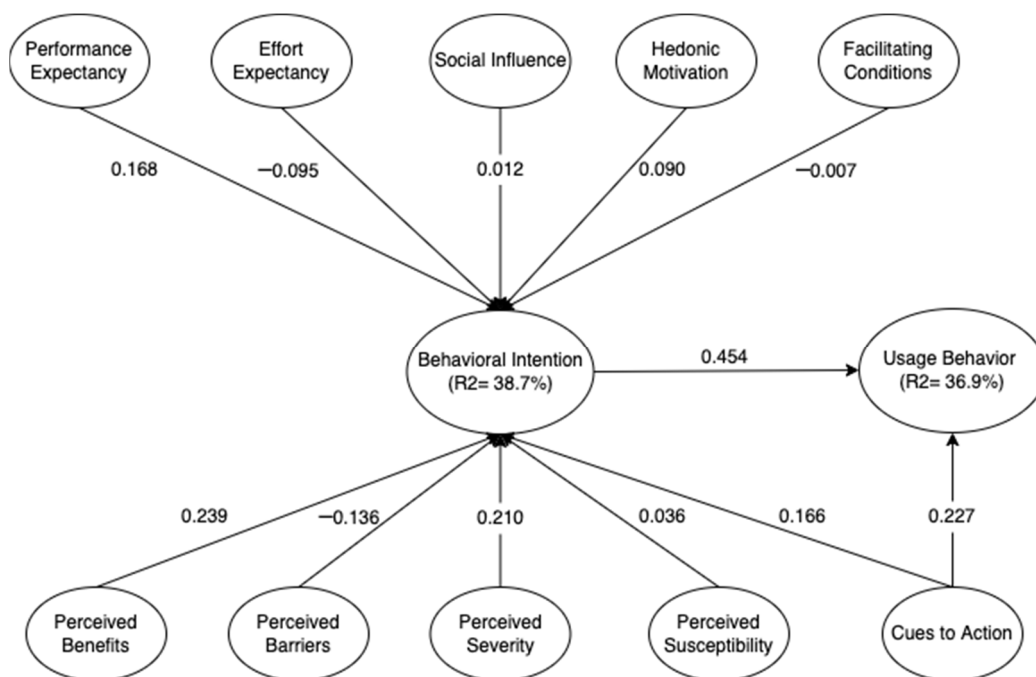 Performance
Expectancy
Effort
Expectancy
Social Influence
Hedonic
Motivation
Facilitating
Conditions
0.168
−0.095
0.012
0.090
−0.007
Behavioral Intention
(R2= 38.7%)
0.454
Usage Behavior
(R2= 36.9%)
0.239
−0.136
0.210
0.036
0.166
0.227
Perceived
Benefits
Perceived
Barriers
Perceived
Severity
Perceived
Susceptibility
Cues to Action